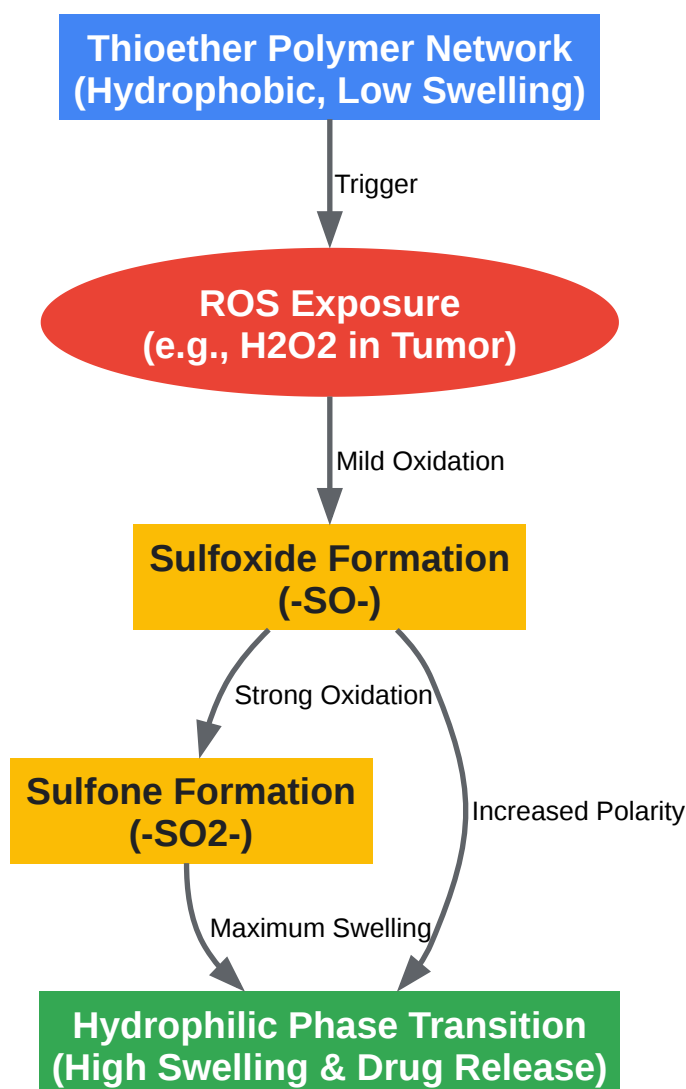 Thioether Polymer Network
(Hydrophobic, Low Swelling)
Trigger
ROS Exposure
(e.g., H2O2 in Tumor)
Mild Oxidation
Sulfoxide Formation
(-SO-)
Strong Oxidation
Sulfone Formation
(-SO2-)
Increased Polarity
Maximum Swelling
Hydrophilic Phase Transition
(High Swelling & Drug Release)